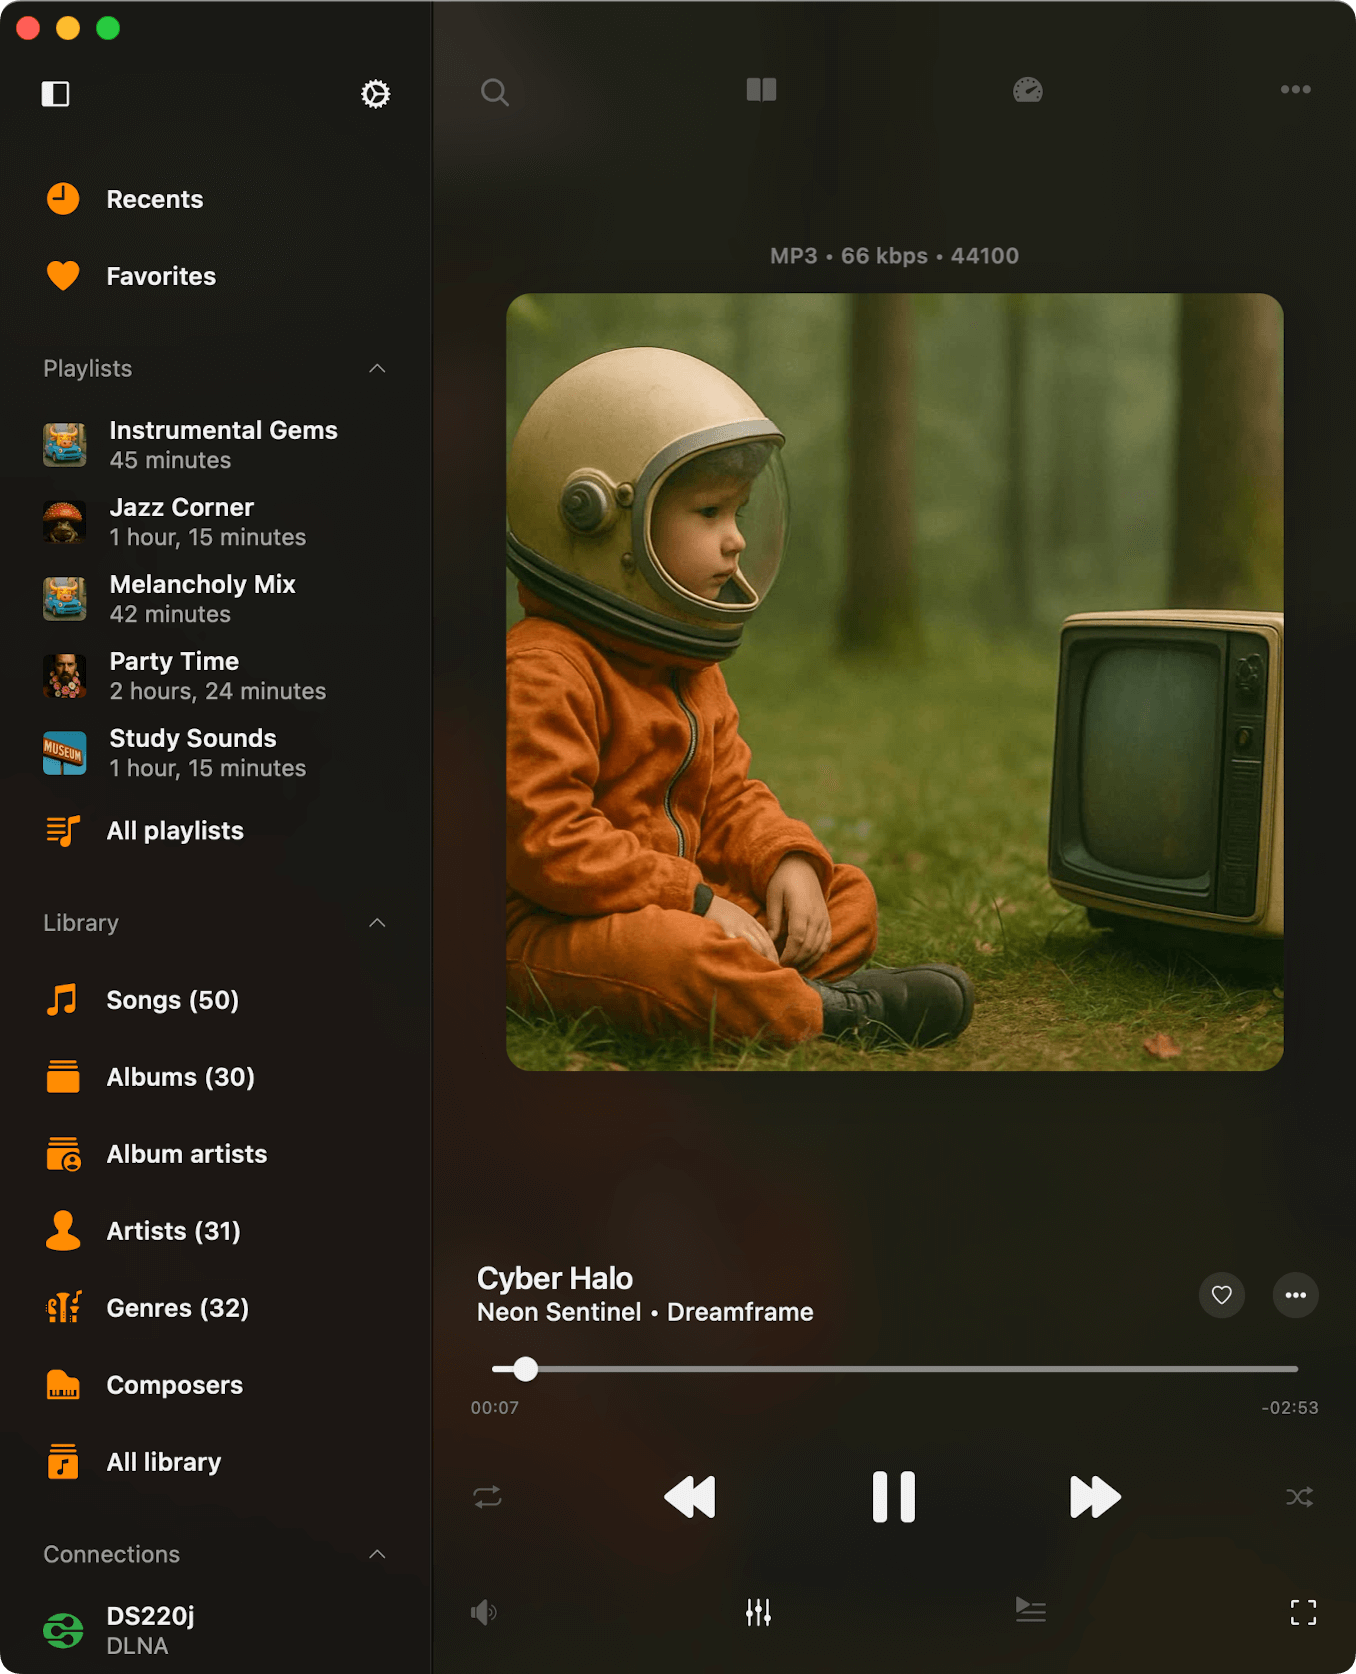 Recents
Favorites
Playlists
Instrumental Gems
45 minutes
Jazz Corner
1 hour, 15 minutes
Melancholy Mix
42 minutes
Party Time
2 hours, 24 minutes
MUSEUM
Study Sounds
1 hour, 15 minutes
All playlists
Library
Songs (50)
Albums (30)
Album artists
Artists (31)
Genres (32)
Composers
All library
Connections
DS220j
DLNA
MP3 • 66 kbps • 44100
Cyber Halo
Neon Sentinel • Dreamframe
00:07
-02:53